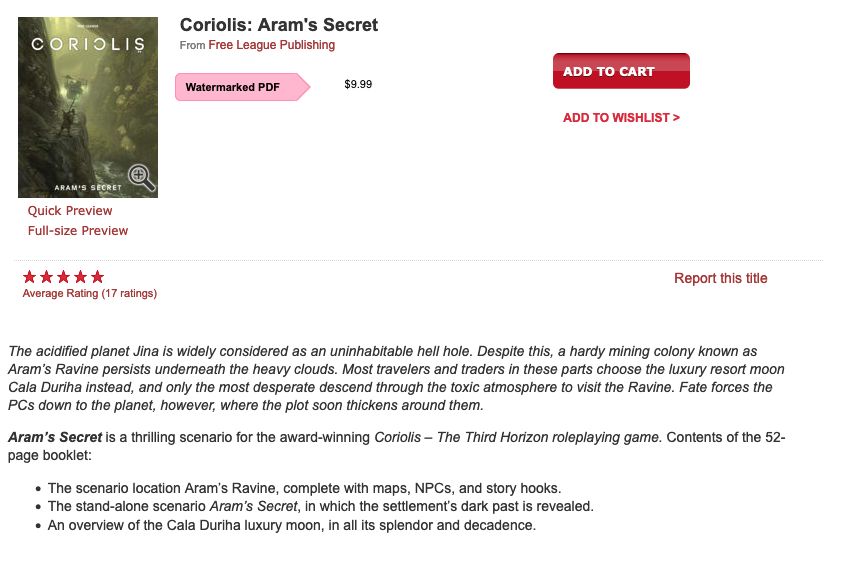 CORIOLIS
ARAM'S SECRET
Quick Preview
Full-size Preview
Coriolis: Aram's Secret
From Free League Publishing
Watermarked PDF
$9.99
ADD TO CART
ADD TO WISHLIST >
Average Rating (17 ratings)
Report this title
The acidified planet Jina is widely considered as an uninhabitable hell hole. Despite this, a hardy mining colony known as
Aram’s Ravine persists underneath the heavy clouds. Most travelers and traders in these parts choose the luxury resort moon
Cala Duriha instead, and only the most desperate descend through the toxic atmosphere to visit the Ravine. Fate forces the
PCs down to the planet, however, where the plot soon thickens around them.
Aram’s Secret is a thrilling scenario for the award-winning Coriolis – The Third Horizon roleplaying game. Contents of the 52-
page booklet:
• The scenario location Aram’s Ravine, complete with maps, NPCs, and story hooks.
• The stand-alone scenario Aram’s Secret, in which the settlement’s dark past is revealed.
• An overview of the Cala Duriha luxury moon, in all its splendor and decadence.